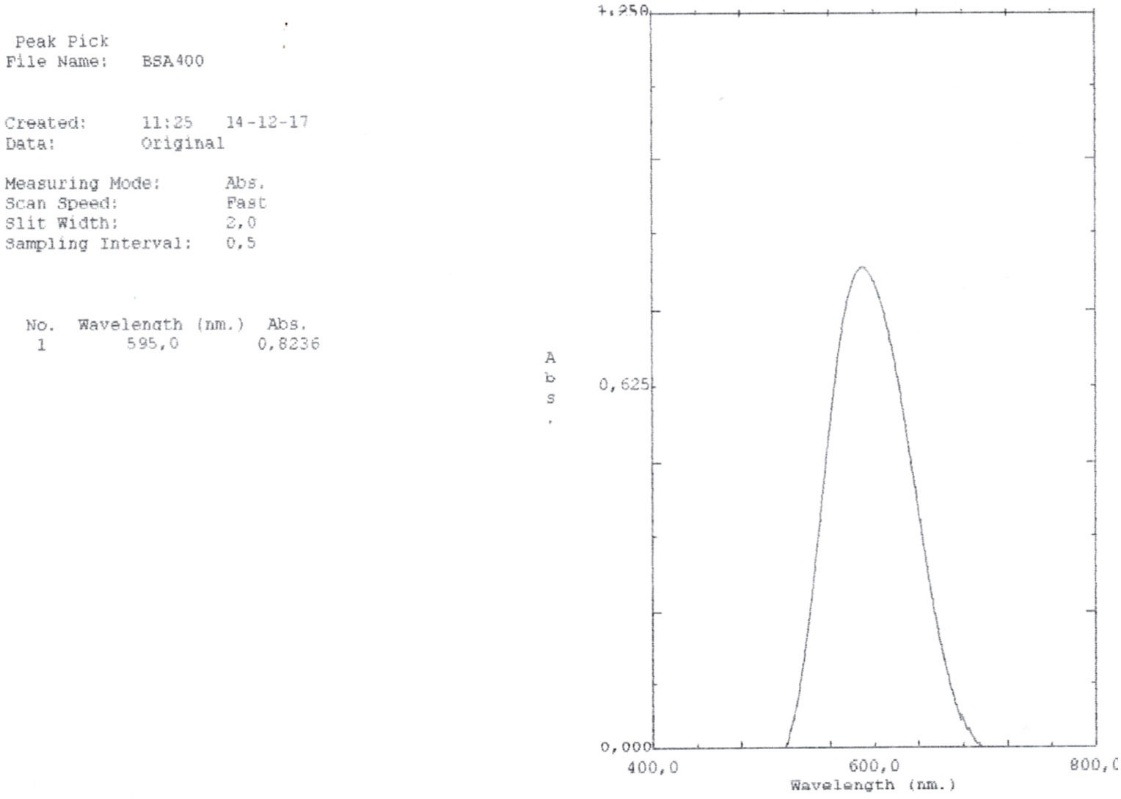 Peak Pick
File Name: BSA400
Created: 11:25 14-12-17
Data: Original
Measuring Mode: Abs.
Scan Speed: Fast
Slit Width: 2,0
Sampling Interval: 0,5
No. Wavelength (nm.) Abs.
1 595,0 0,8236
1,250
Abs.
0,625
0,000
400,0 600,0 800,0
Wavelength (nm.)